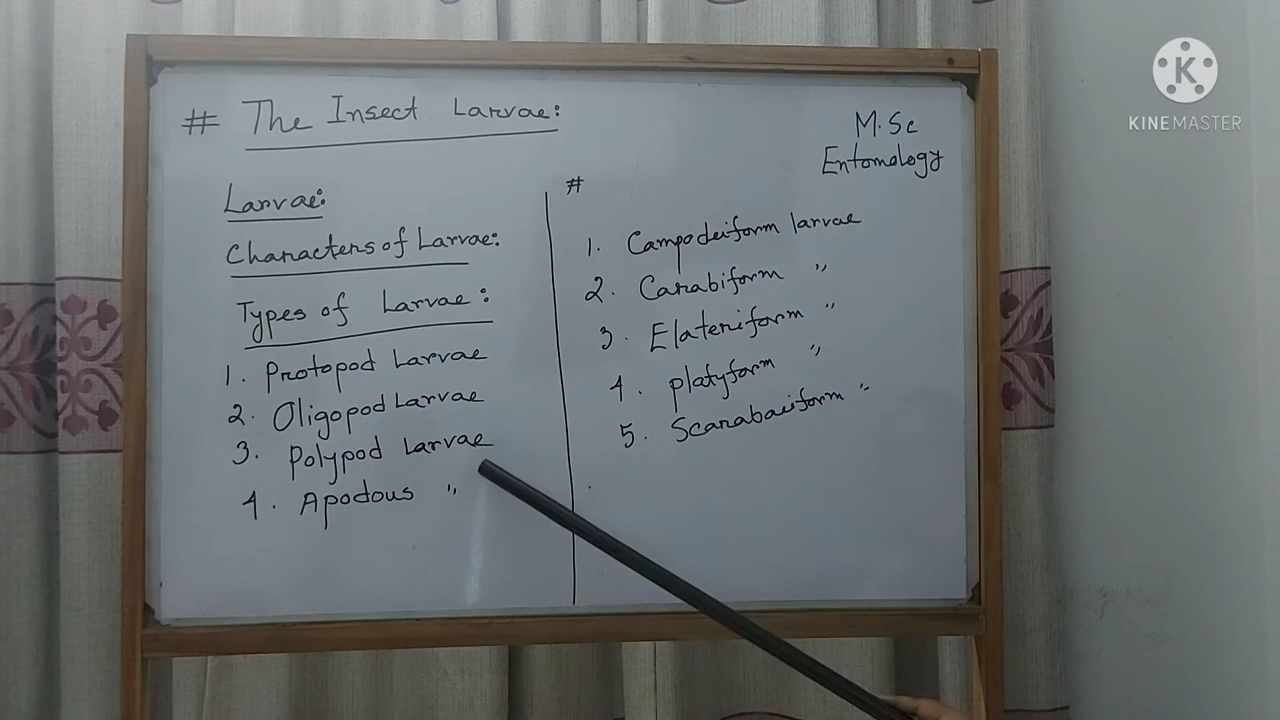 # The Insect Larvae:
M.Sc
Entomology
Larvae:
Characters of Larvae:
Types of Larvae:
1. Protopod Larvae
2. Oligopod Larvae
3. Polypod Larvae
4. Apodous "
#
1. Campodeiform larvae
2. Carabiform "
3. Elateriform "
4. platyform "
5. Scarabaeiform "
KINEMASTER